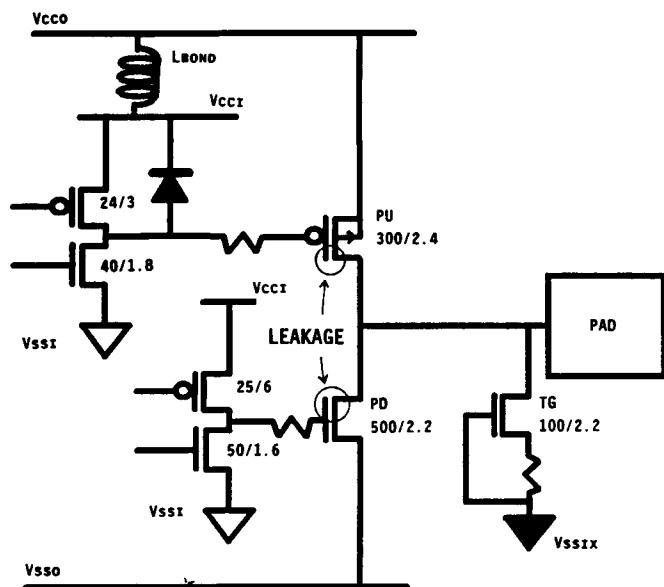 Vcco
LBOND
Vcci
24/3
PU
300/2.4
40/1.8
Vcci
Vssi
LEAKAGE
PAD
25/6
PD
500/2.2
TG
100/2.2
50/1.6
Vssi
Vssix
Vsso